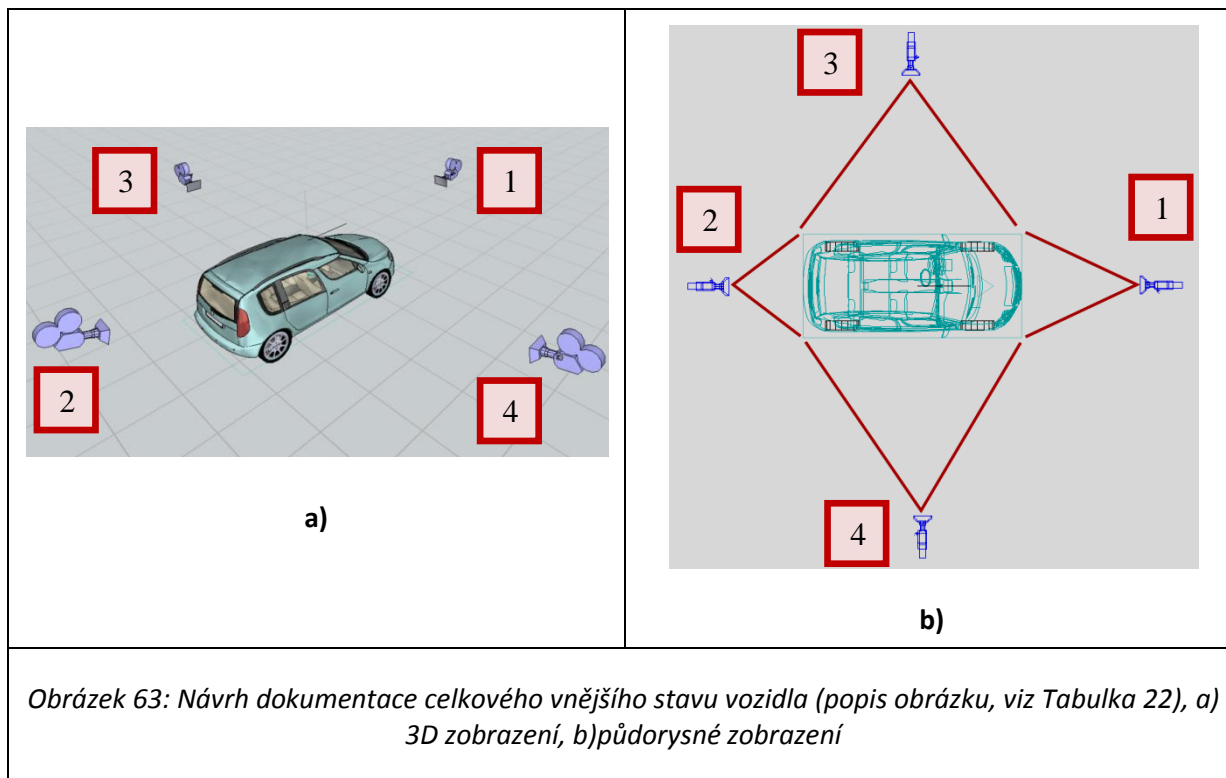 3
1
2
4
a)
3
1
2
4
b)
Obrázek 63: Návrh dokumentace celkového vnějšího stavu vozidla (popis obrázku, viz Tabulka 22), a)
3D zobrazení, b)půdorysné zobrazení